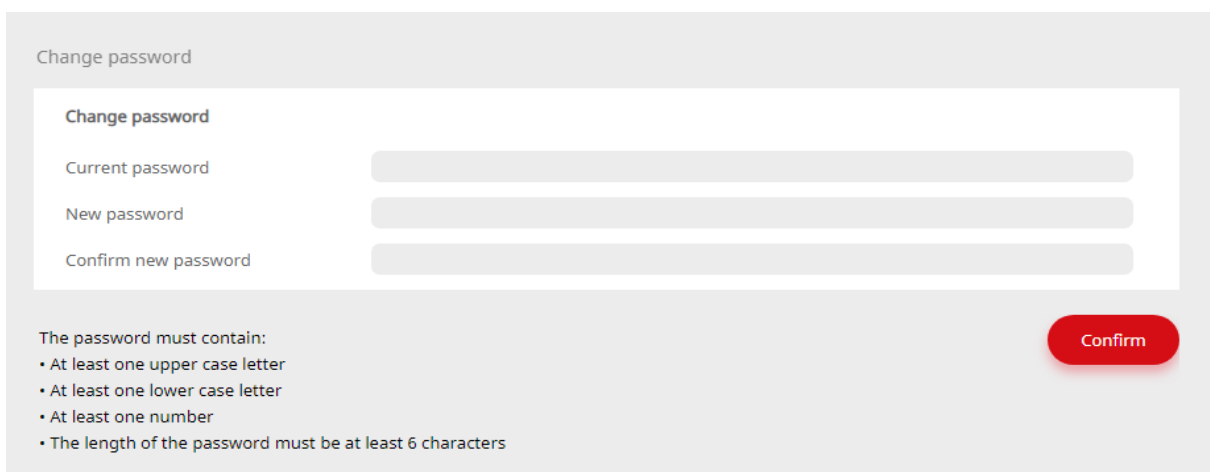 Change password
Change password
Current password
New password
Confirm new password
The password must contain:
• At least one upper case letter
• At least one lower case letter
• At least one number
• The length of the password must be at least 6 characters
Confirm